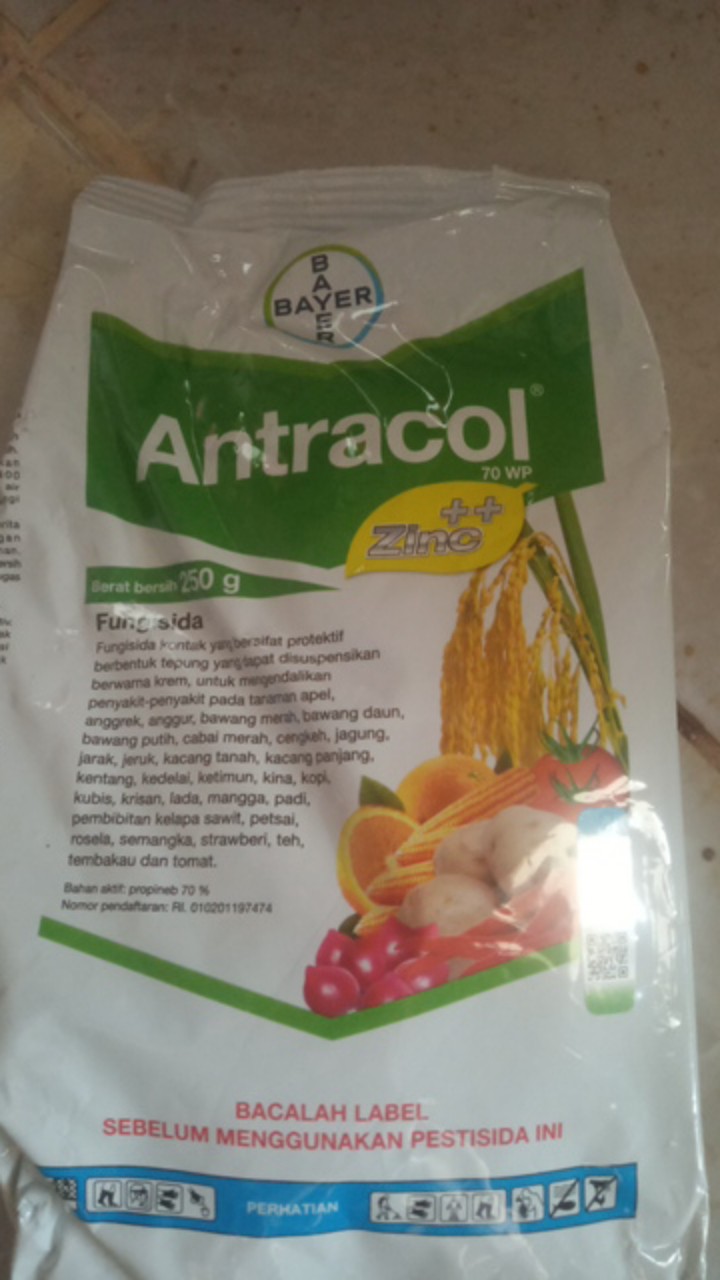 BAYER
BAYER
Antracol®
70 WP
Zinc++
Berat bersih 250 g
Fungisida
Fungisida kontak yang bersifat protektif
berbentuk tepung yang dapat disuspensikan
berwarna krem, untuk mengendalikan
penyakit-penyakit pada tanaman apel,
anggrek, anggur, bawang merah, bawang daun,
bawang putih, cabai merah, cengkeh, jagung,
jarak, jeruk, kacang tanah, kacang panjang,
kentang, kedelai, ketimun, kina, kopi,
kubis, krisan, lada, mangga, padi,
pembibitan kelapa sawit, petsai,
rosela, semangka, strawberi, teh,
tembakau dan tomat.
Bahan aktif: propineb 70 %
Nomor pendaftaran: RI. 010201197474
BACALAH LABEL
SEBELUM MENGGUNAKAN PESTISIDA INI
PERHATIAN